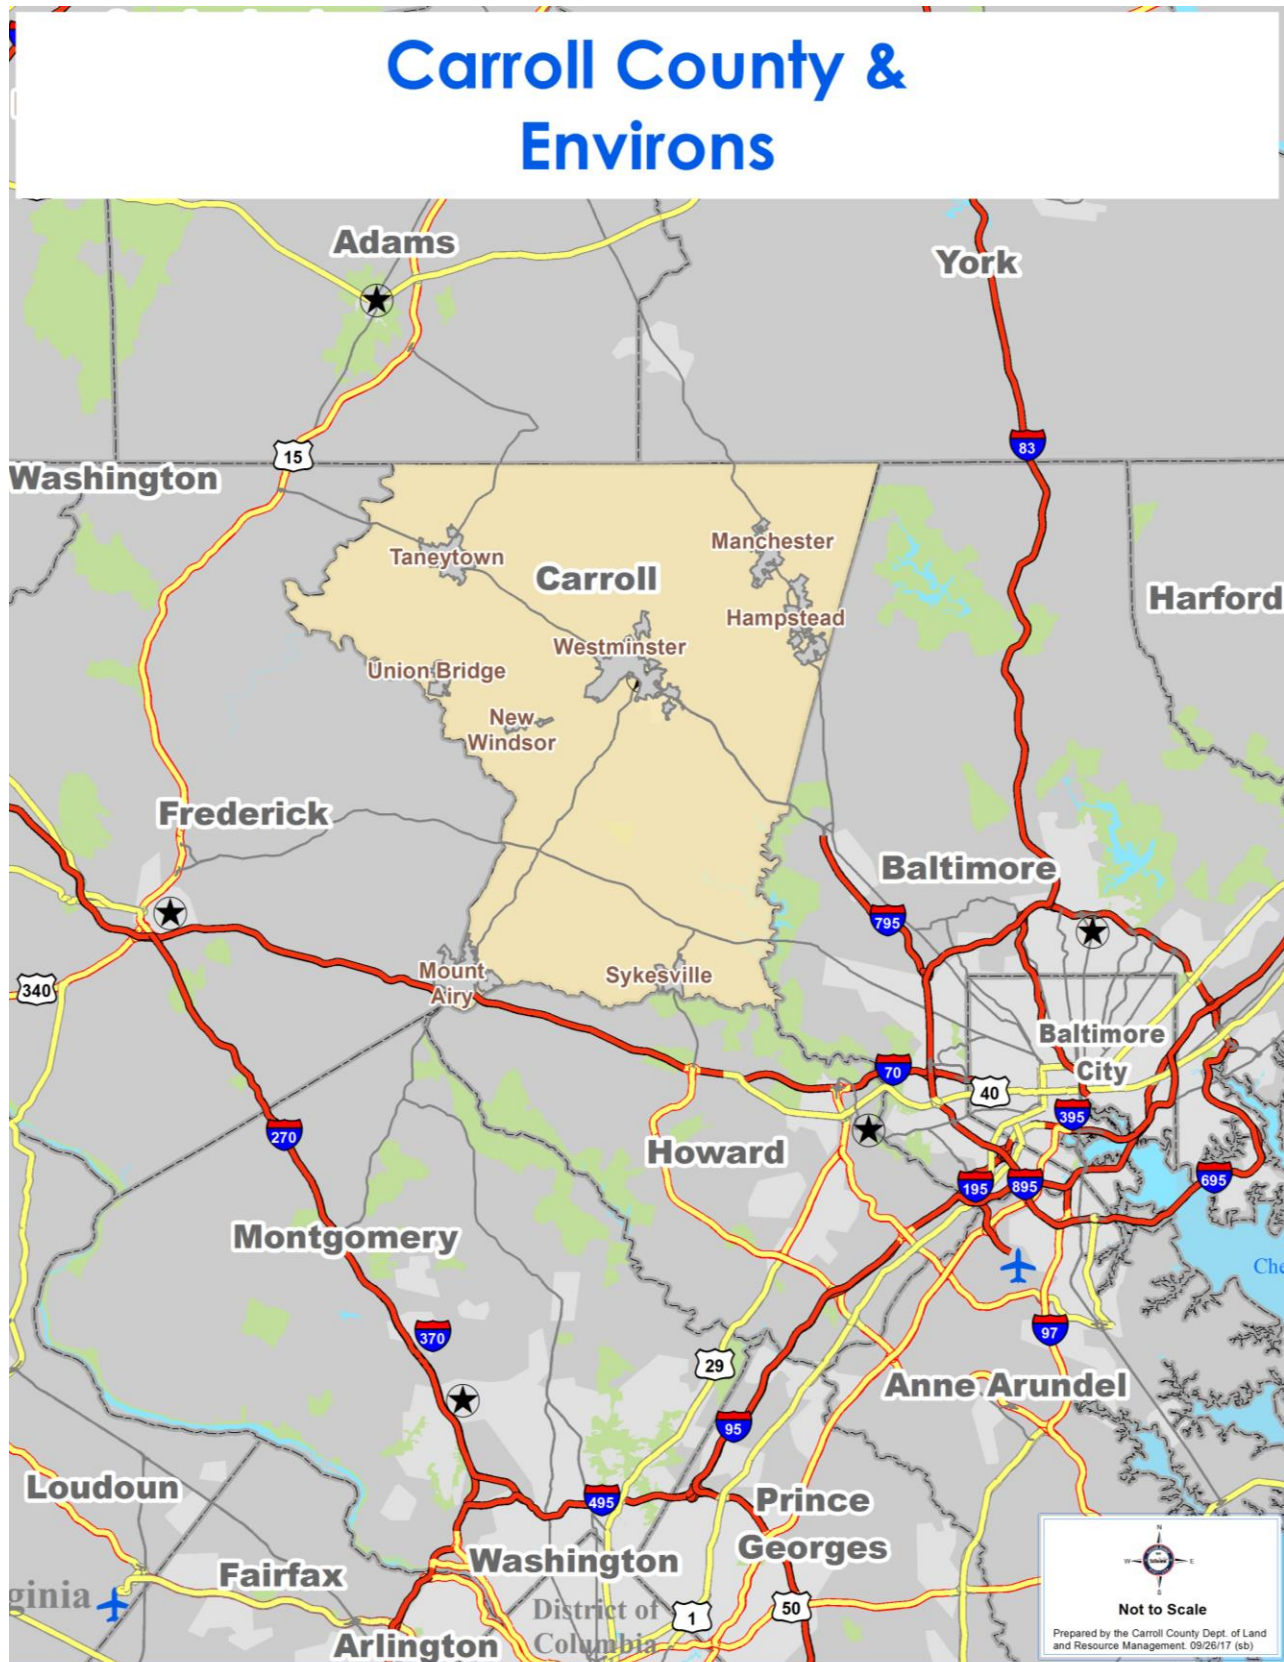 Carroll County &
Environs
Adams
York
15
83
Washington
Taneytown
Manchester
Carroll
Harford
Hampstead
Westminster
Union Bridge
New
Windsor
Frederick
Baltimore
795
Mount
Airy
Sykesville
340
Baltimore
City
70
40
395
270
Howard
195
895
695
Montgomery
Che
370
97
29
Anne Arundel
95
Loudoun
495
Prince
Georges
Washington
Fairfax
ginia
District of
Columbia
1
50
Arlington
N
W
E
S
Not to Scale
Prepared by the Carroll County Dept. of Land
and Resource Management. 09/26/17 (sb)